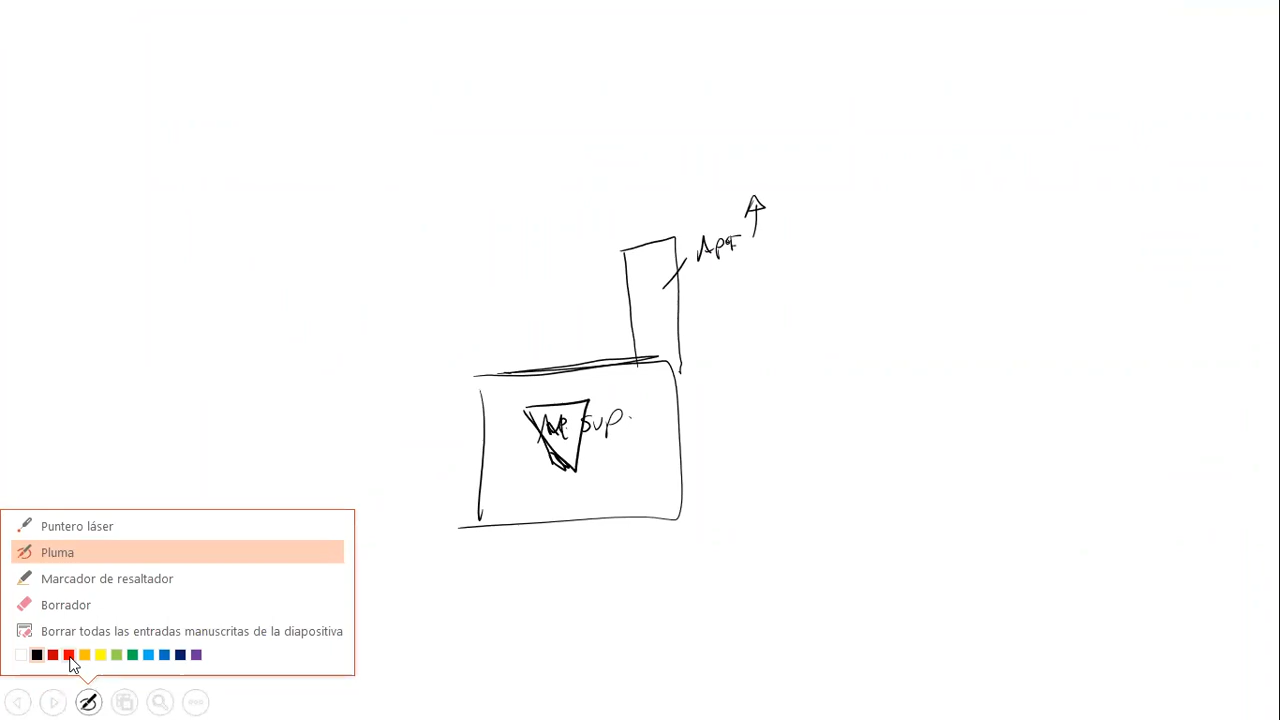 Sup.
Puntero láser
Pluma
Marcador de resaltador
Borrador
Borrar todas las entradas manuscritas de la diapositiva